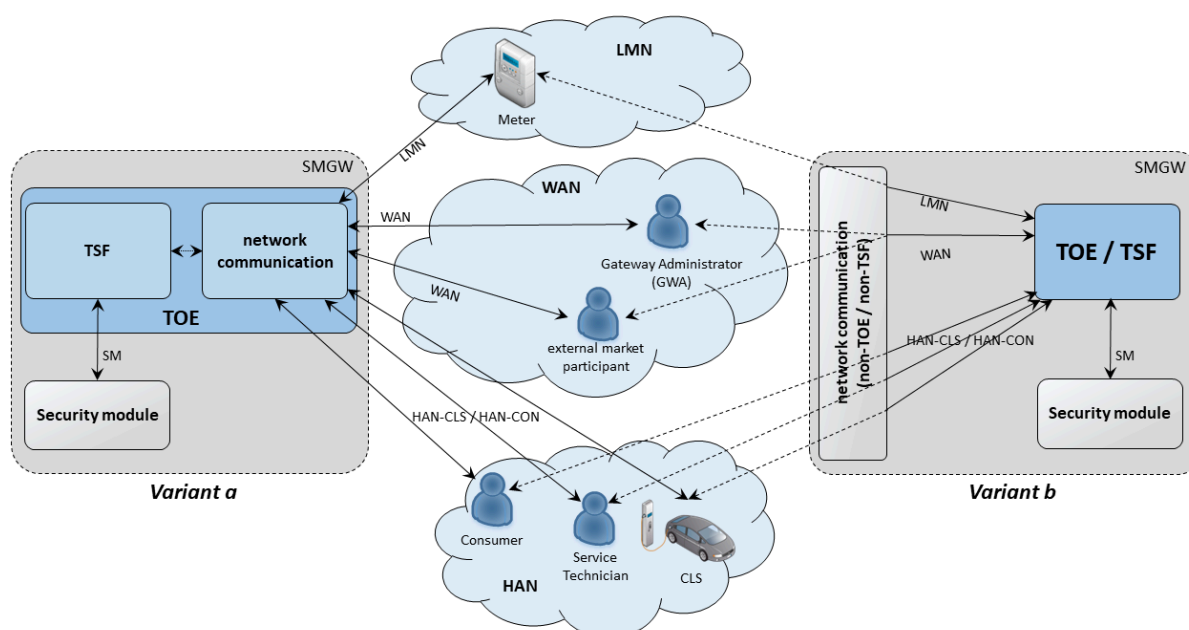 LMN
Meter
SMGW
TSF
network
communication
TOE
SM
Security module
Variant a
LMN
WAN
WAN
WAN
Gateway Administrator
(GWA)
external market
participant
HAN-CLS / HAN-CON
Consumer
Service
Technician
CLS
HAN
SMGW
network communication
(non-TOE / non-TSF)
LMN
WAN
TOE / TSF
HAN-CLS / HAN-CON
SM
Security module
Variant b